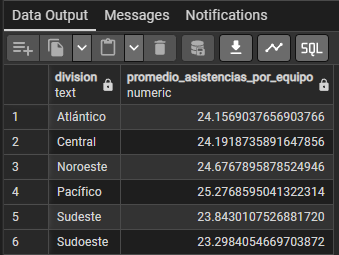 Data Output Messages Notifications
SQL
division promedio_asistencias_por_equipo
text numeric
1 Atlántico 24.1569037656903766
2 Central 24.1918735891647856
3 Noroeste 24.6767895878524946
4 Pacífico 25.2768595041322314
5 Sudeste 23.8430107526881720
6 Sudoeste 23.2984054669703872